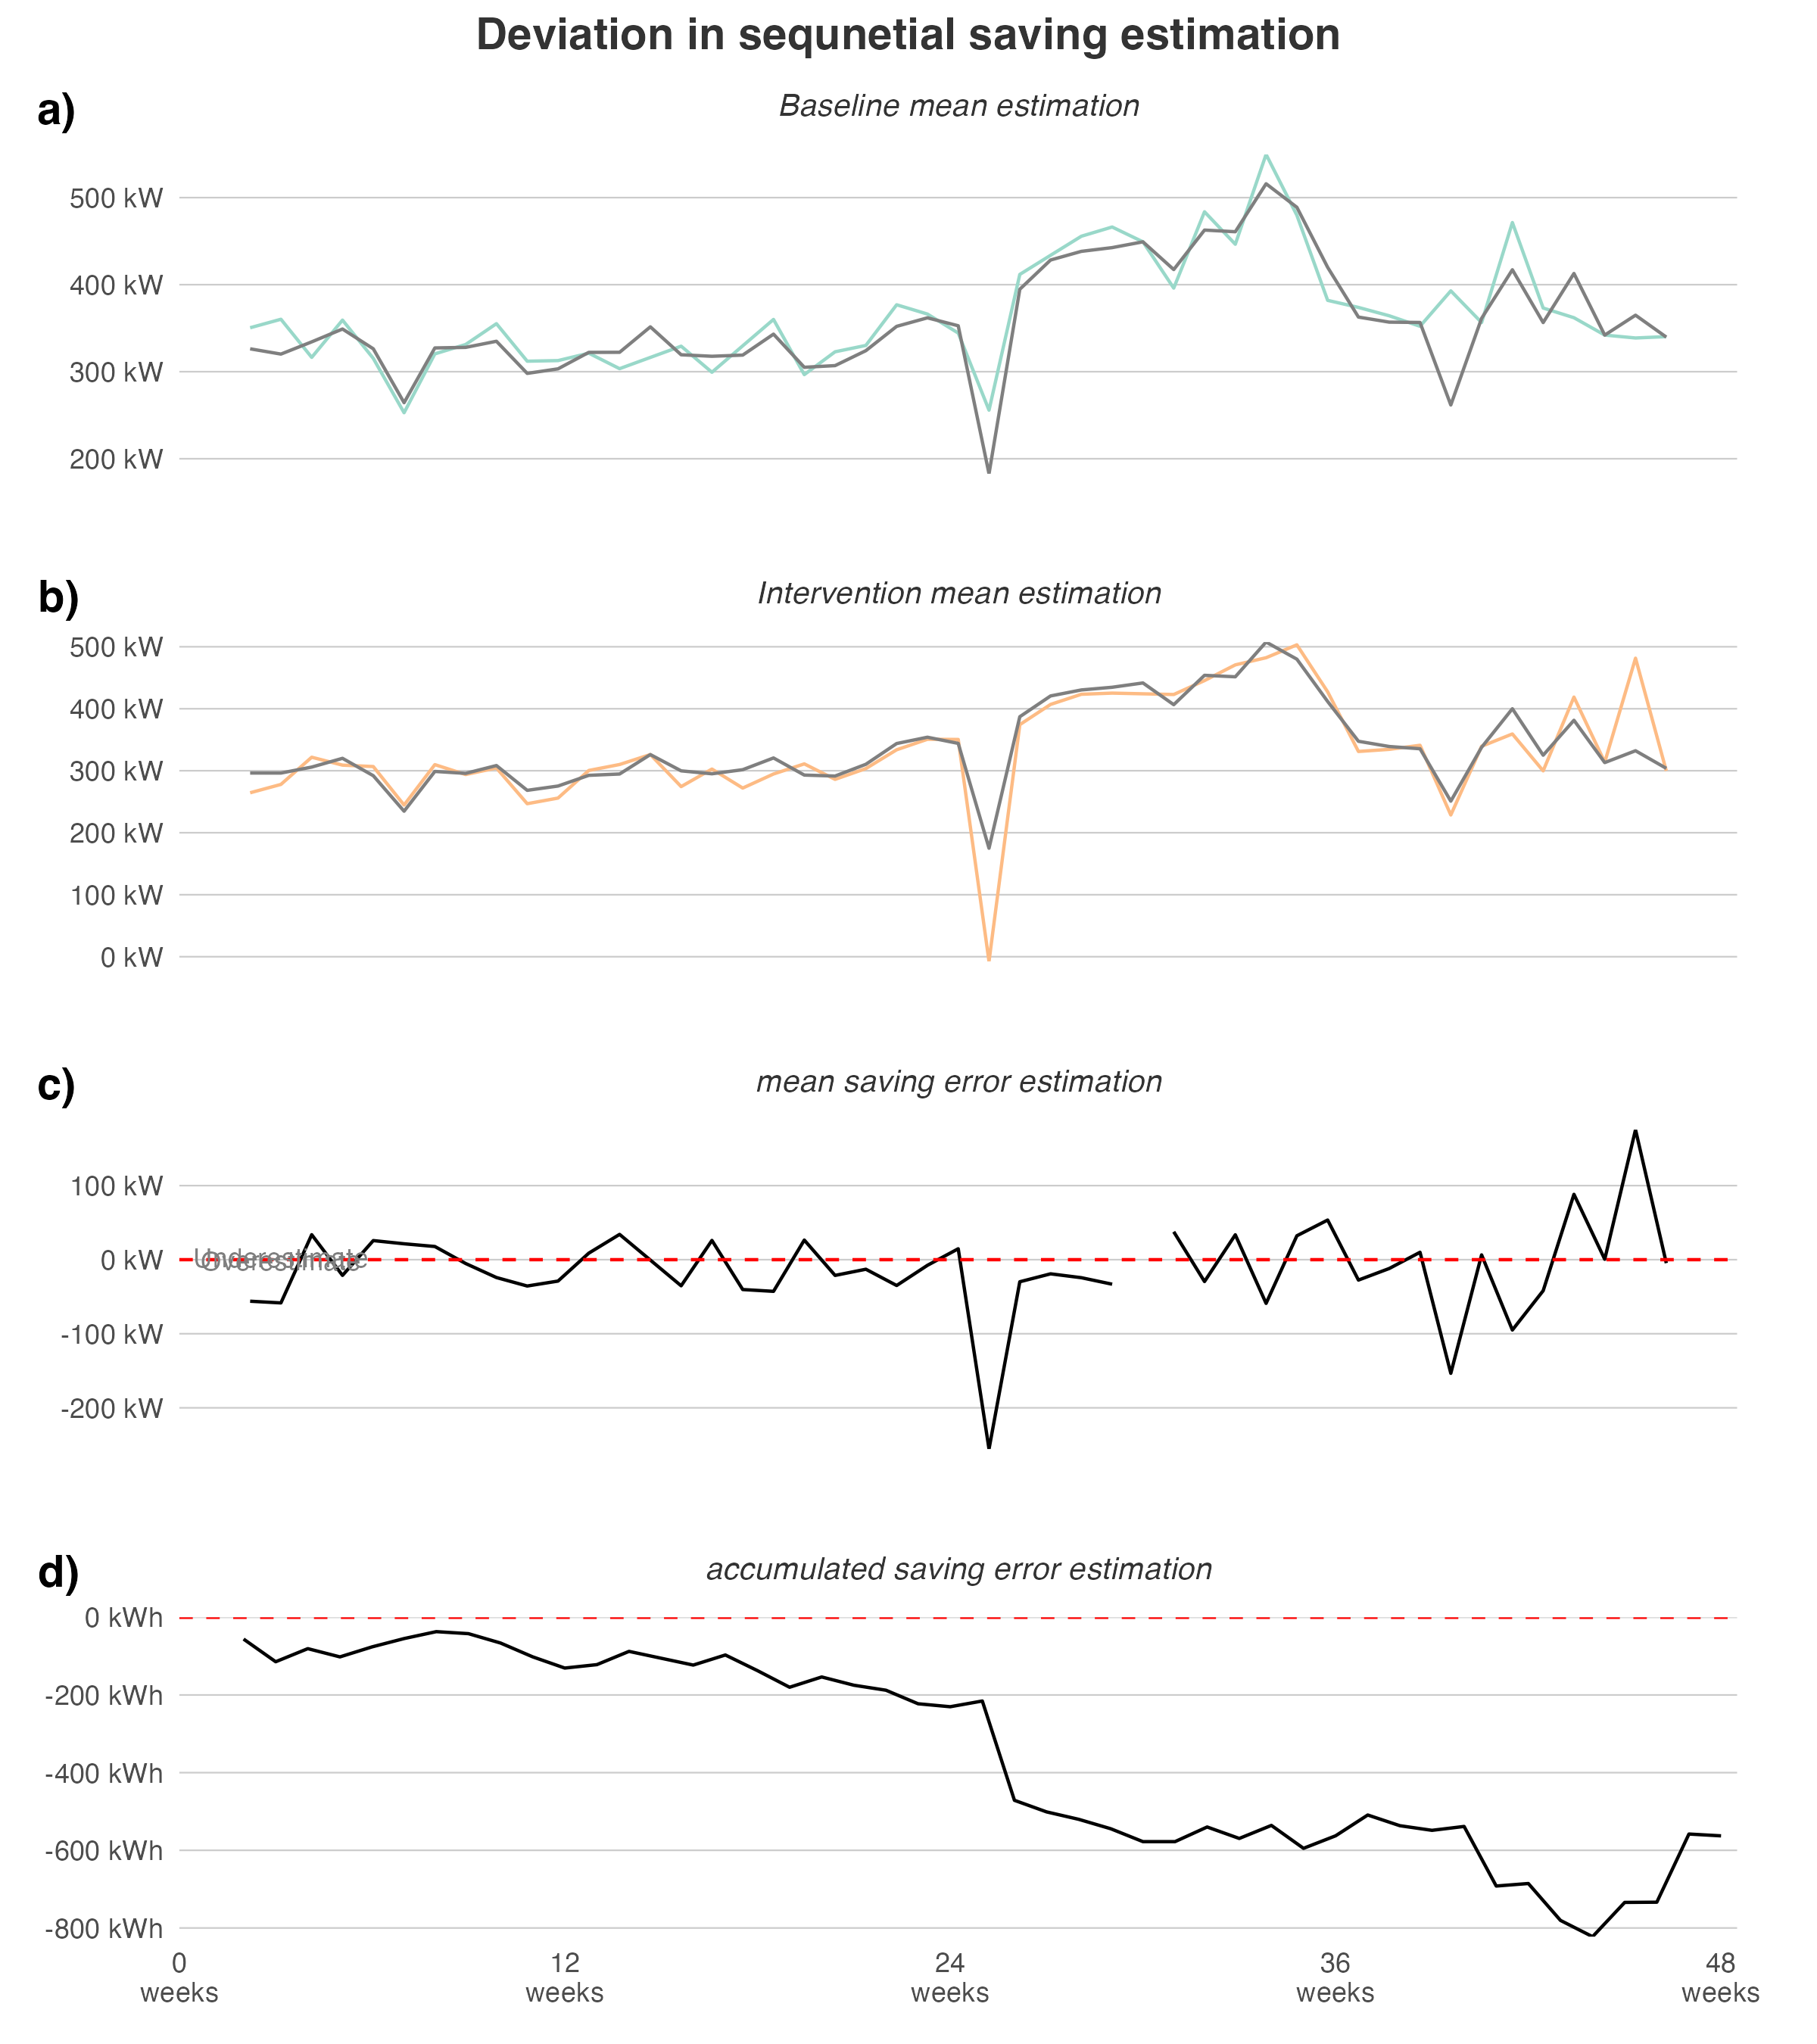 Deviation in sequnetial saving estimation
a)
Baseline mean estimation
500 kW
400 kW
300 kW
200 kW
b)
Intervention mean estimation
500 kW
400 kW
300 kW
200 kW
100 kW
0 kW
c)
mean saving error estimation
100 kW
0 kW
Underestimate
Overestimate
-100 kW
-200 kW
d)
accumulated saving error estimation
0 kWh
-200 kWh
-400 kWh
-600 kWh
-800 kWh
0 12 24 36 48
weeks weeks weeks weeks weeks